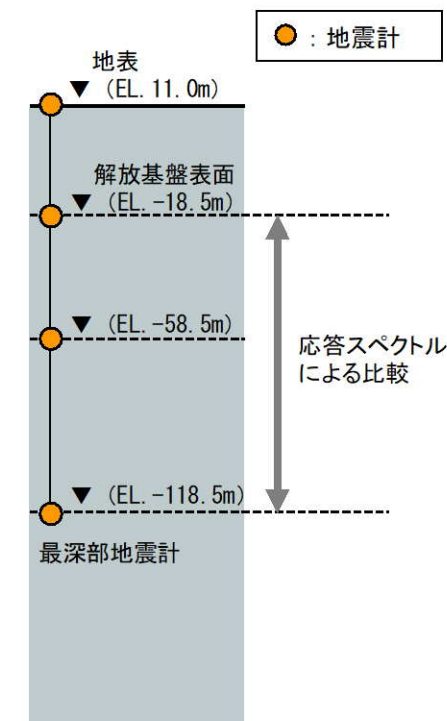 ：地震計
地表
▼ (EL. 11.0m)
解放基盤表面
▼ (EL. -18.5m)
▼ (EL. -58.5m)
応答スペクトル
による比較
▼ (EL. -118.5m)
最深部地震計